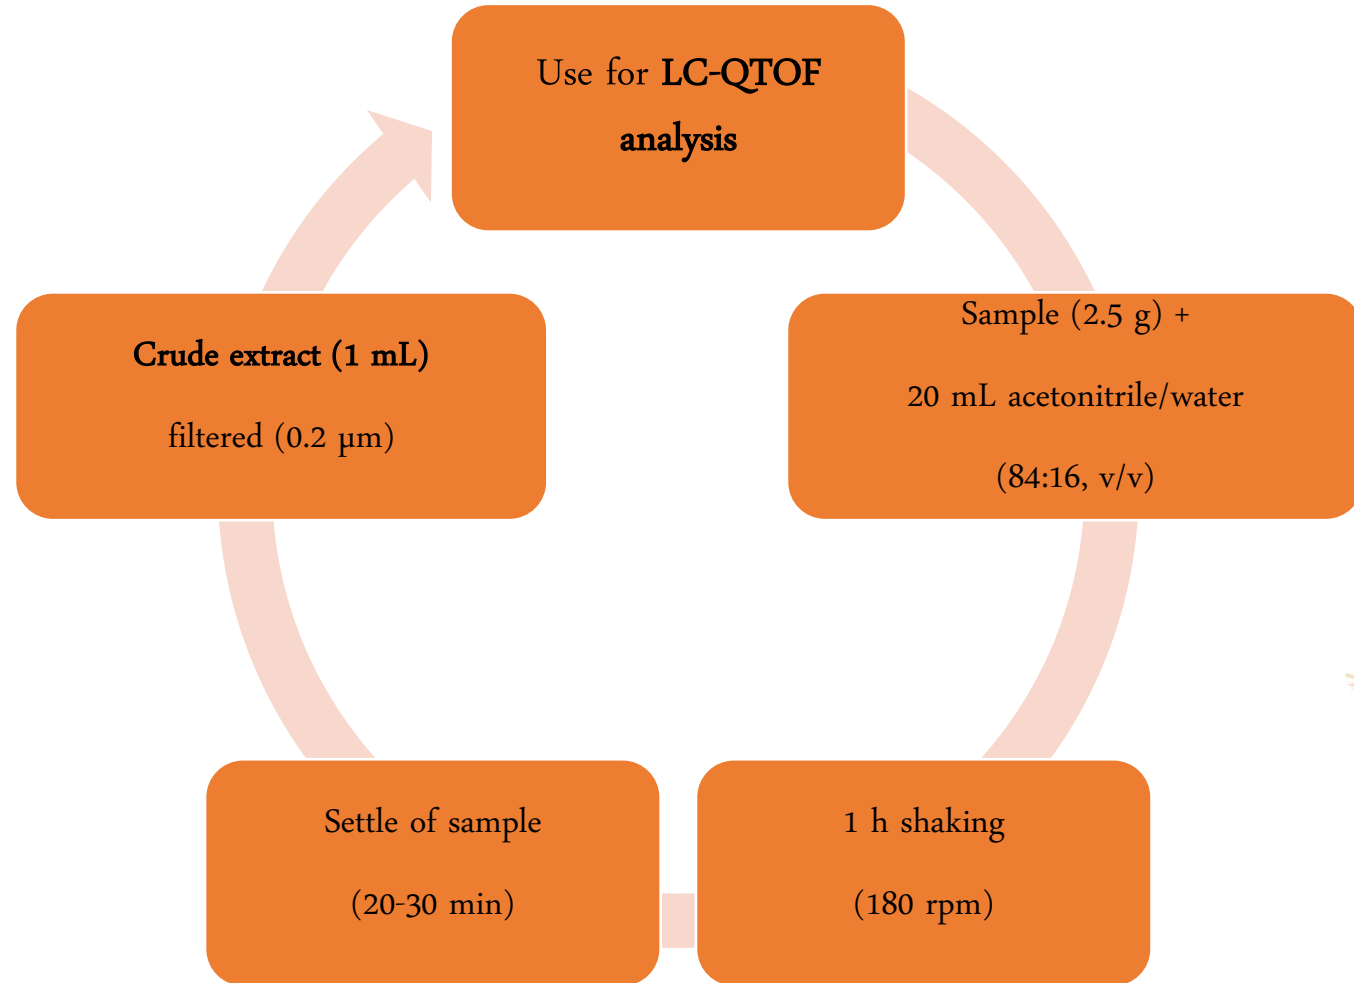 Use for LC-QTOF
analysis
Sample (2.5 g) +
20 mL acetonitrile/water
(84:16, v/v)
1 h shaking
(180 rpm)
Settle of sample
(20-30 min)
Crude extract (1 mL)
filtered (0.2 µm)